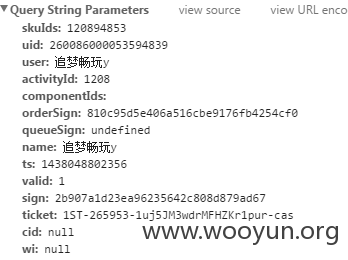 ▼Query String Parameters view source view URL enco
skuIds: 120894853
uid: 260086000053594839
user: 追梦畅玩y
activityId: 1208
componentIds:
orderSign: 810c95d5e406a516cbe9176fb4254cf0
queueSign: undefined
name: 追梦畅玩y
ts: 1438048802356
valid: 1
sign: 2b907a1d23ea96235642c808d879ad67
ticket: 1ST-265953-1uj5JM3wdrMFHZKr1pur-cas
cid: null
wi: null
www.wooyun.org